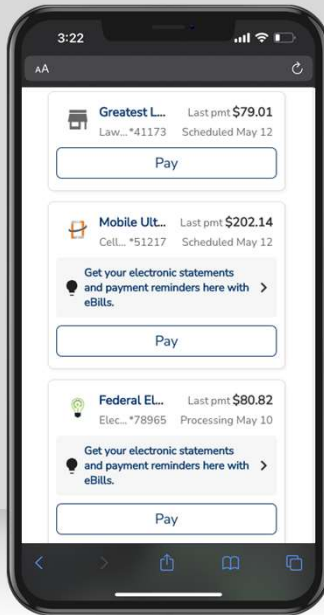 3:22
AA
Greatest L... Last pmt $79.01
Law... *41173 Scheduled May 12
Pay
Mobile Ult... Last pmt $202.14
Cell... *51217 Scheduled May 12
Get your electronic statements
and payment reminders here with
eBills.
Pay
Federal El... Last pmt $80.82
Elec... *78965 Processing May 10
Get your electronic statements
and payment reminders here with
eBills.
Pay